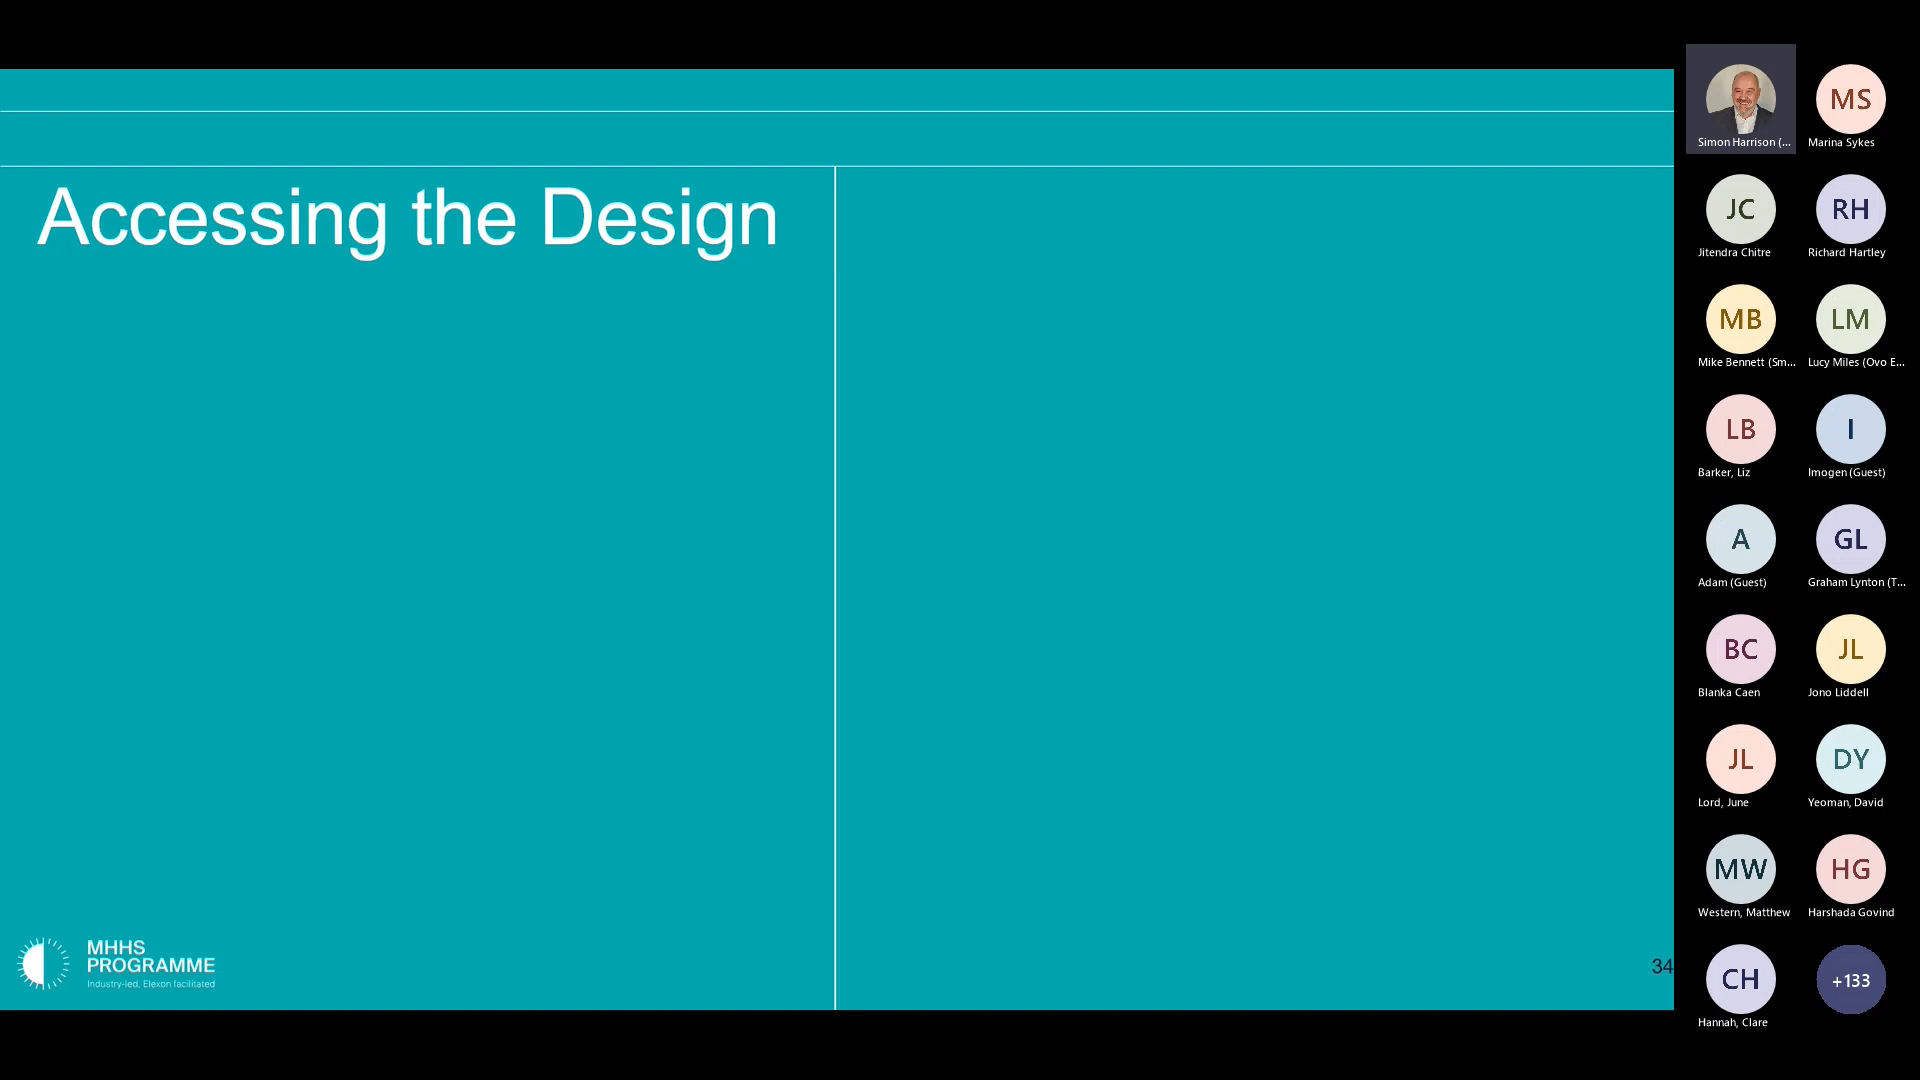 Accessing the Design
MHHS
PROGRAMME
Industry-led, Elexon facilitated
34
Simon Harrison (...
MS
Marina Sykes
JC
Jitendra Chitre
RH
Richard Hartley
MB
Mike Bennett (Sm...
LM
Lucy Miles (Ovo E...
LB
Barker, Liz
I
Imogen (Guest)
A
Adam (Guest)
GL
Graham Lynton (T...
BC
Blanka Caen
JL
Jono Liddell
JL
Lord, June
DY
Yeoman, David
MW
Western, Matthew
HG
Harshada Govind
CH
Hannah, Clare
+133